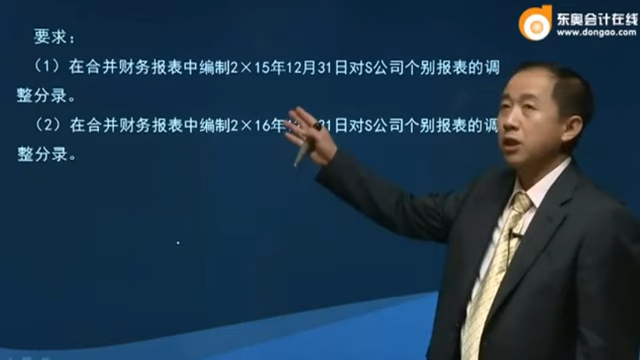 东奥会计在线
www.dongao.com
要求：
（1）在合并财务报表中编制2×15年12月31日对S公司个别报表的调
整分录。
（2）在合并财务报表中编制2×16年 31日对S公司个别报表的调
整分录。